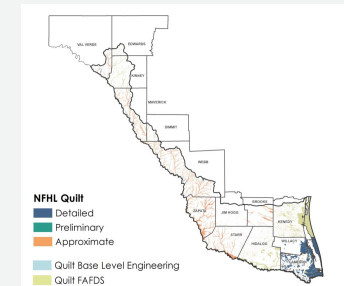 VAL VERDE
EDWARDS
KINNEY
MAVERICK
DIMMIT
WEBB
ZAPATA
JIM HOGG
BROOKS
KENEDY
STARR
HIDALGO
WILLACY
CAMERON
NFHL Quilt
Detailed
Preliminary
Approximate
Quilt Base Level Engineering
Quilt FAFDS